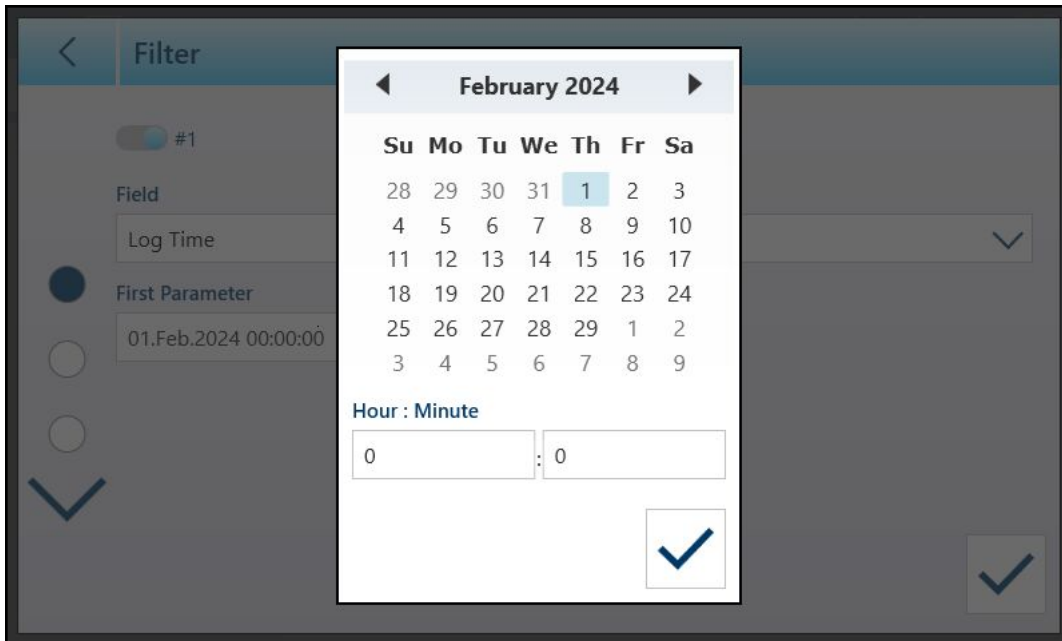 Filter
#1
Field
Log Time
First Parameter
01.Feb.2024 00:00:00
February 2024
Su Mo Tu We Th Fr Sa
28 29 30 31 1 2 3
4 5 6 7 8 9 10
11 12 13 14 15 16 17
18 19 20 21 22 23 24
25 26 27 28 29 1 2
3 4 5 6 7 8 9
Hour : Minute
0 : 0